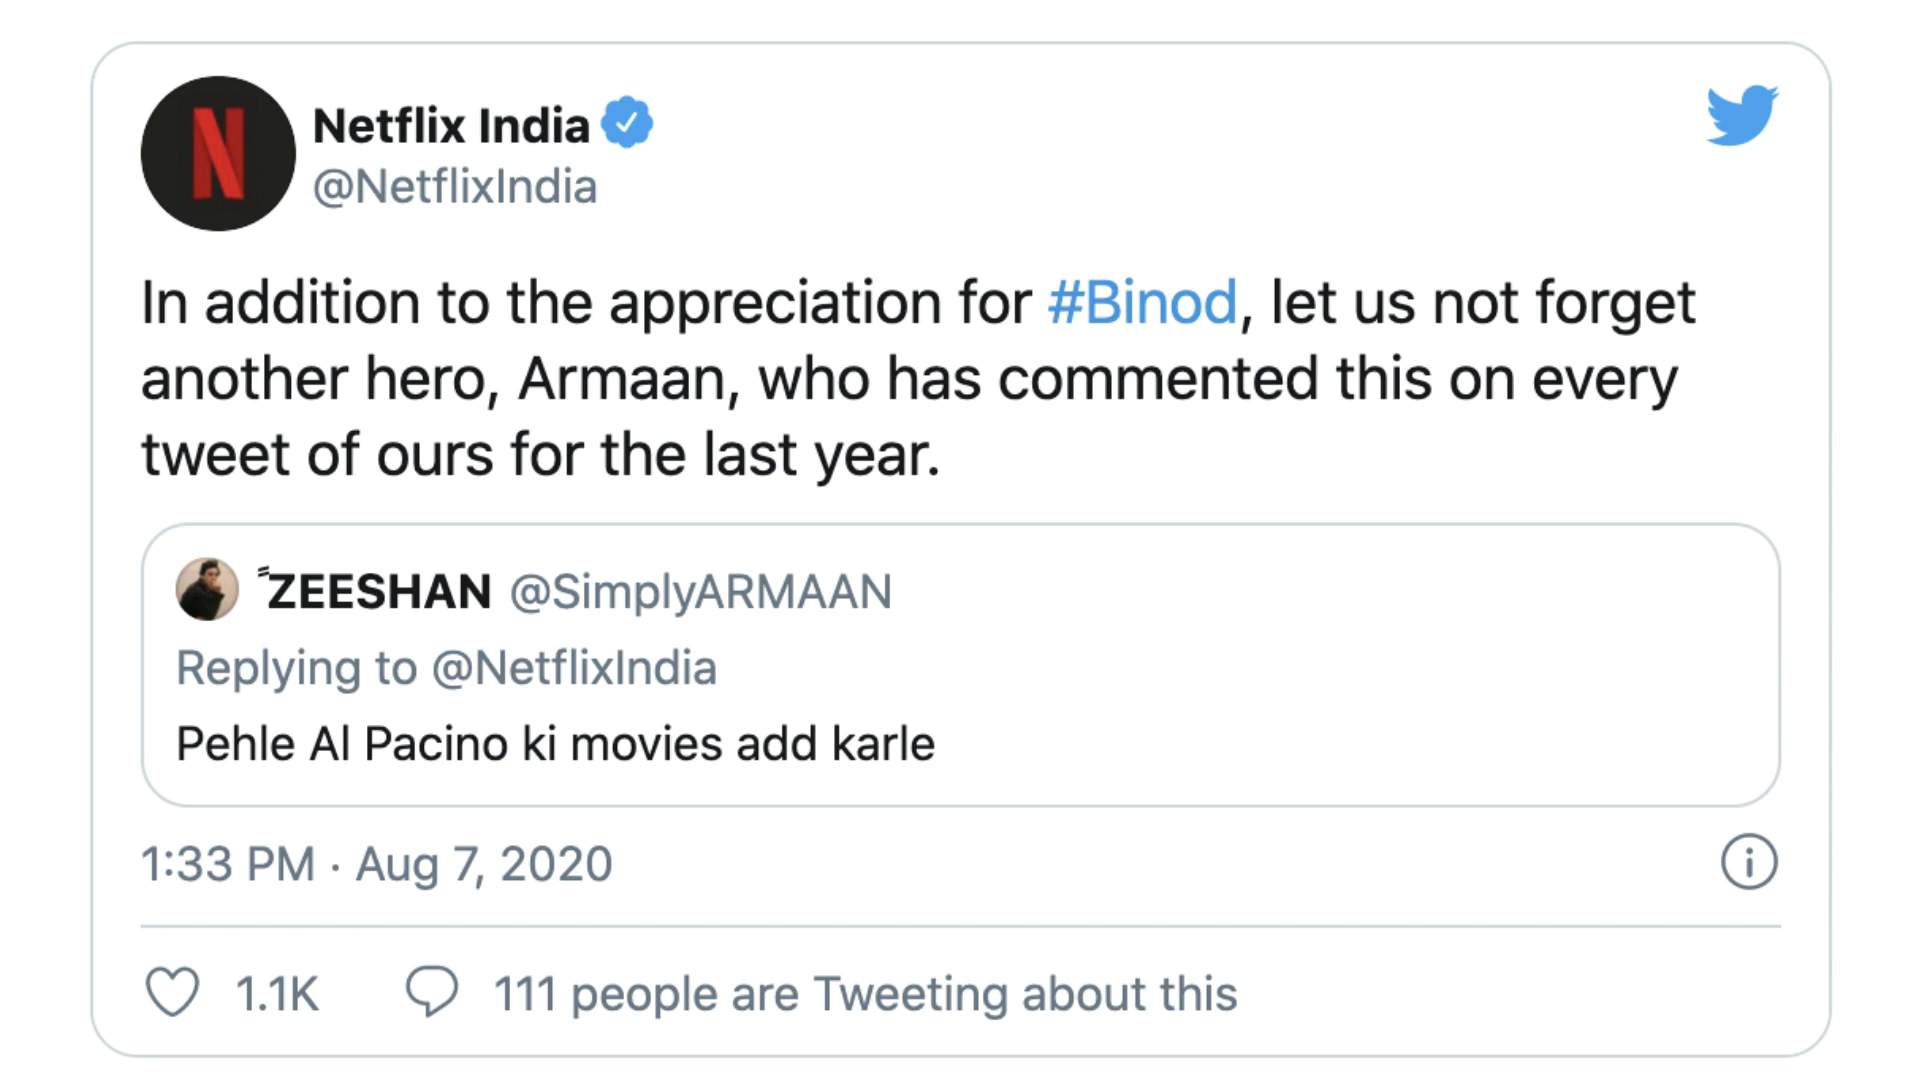 Netflix India
@NetflixIndia
In addition to the appreciation for #Binod, let us not forget
another hero, Armaan, who has commented this on every
tweet of ours for the last year.
ZEESHAN @SimplyARMAAN
Replying to @NetflixIndia
Pehle Al Pacino ki movies add karle
1:33 PM · Aug 7, 2020
1.1K 111 people are Tweeting about this